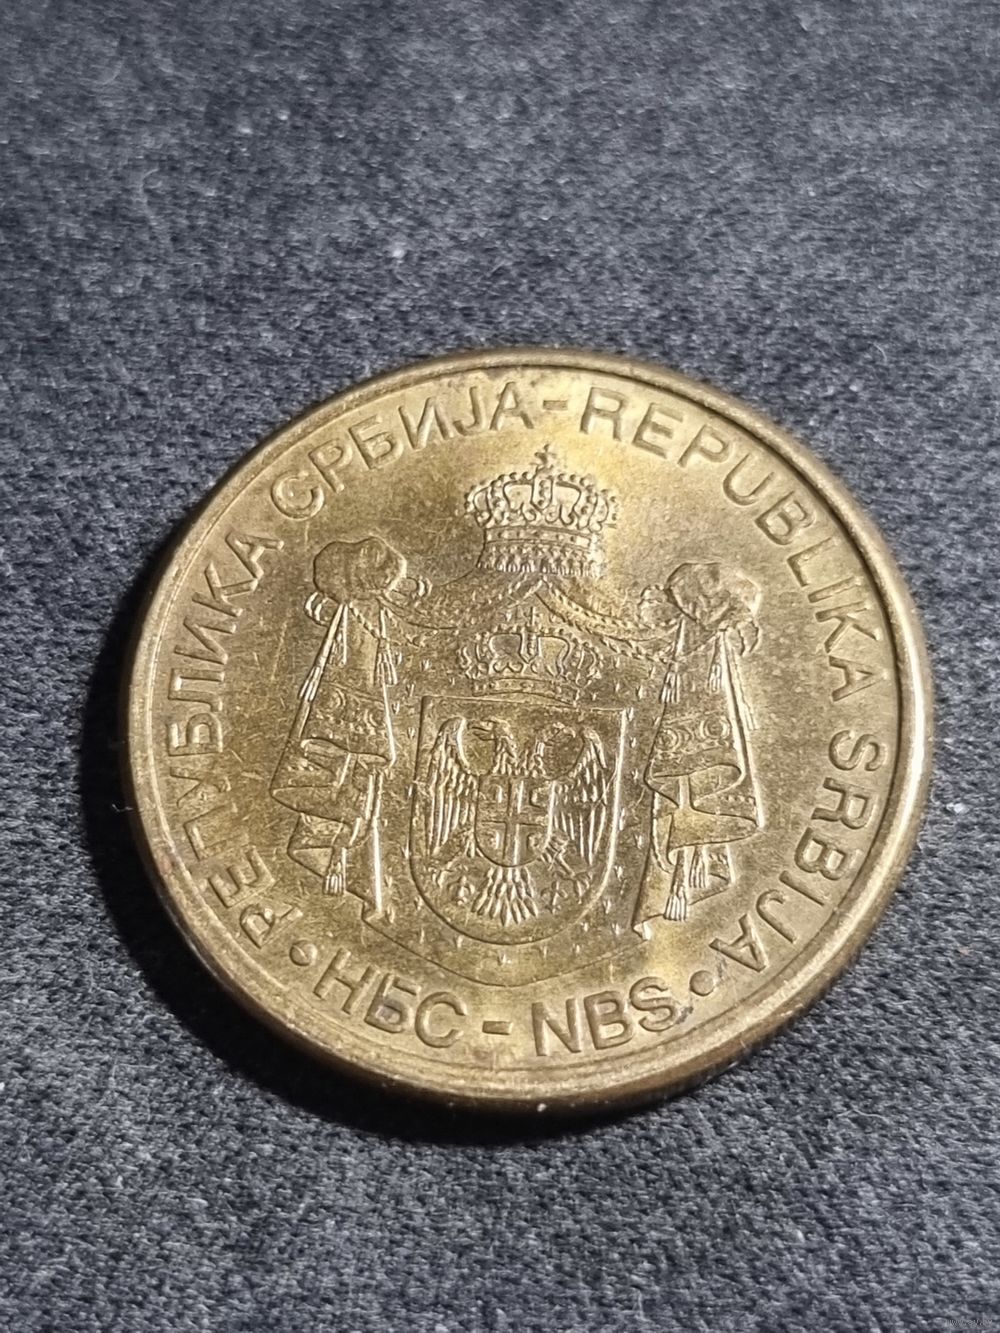 РЕПУБЛИКА СРБИЈА - REPUBLIKA SRBIJA
• НБС - NBS •